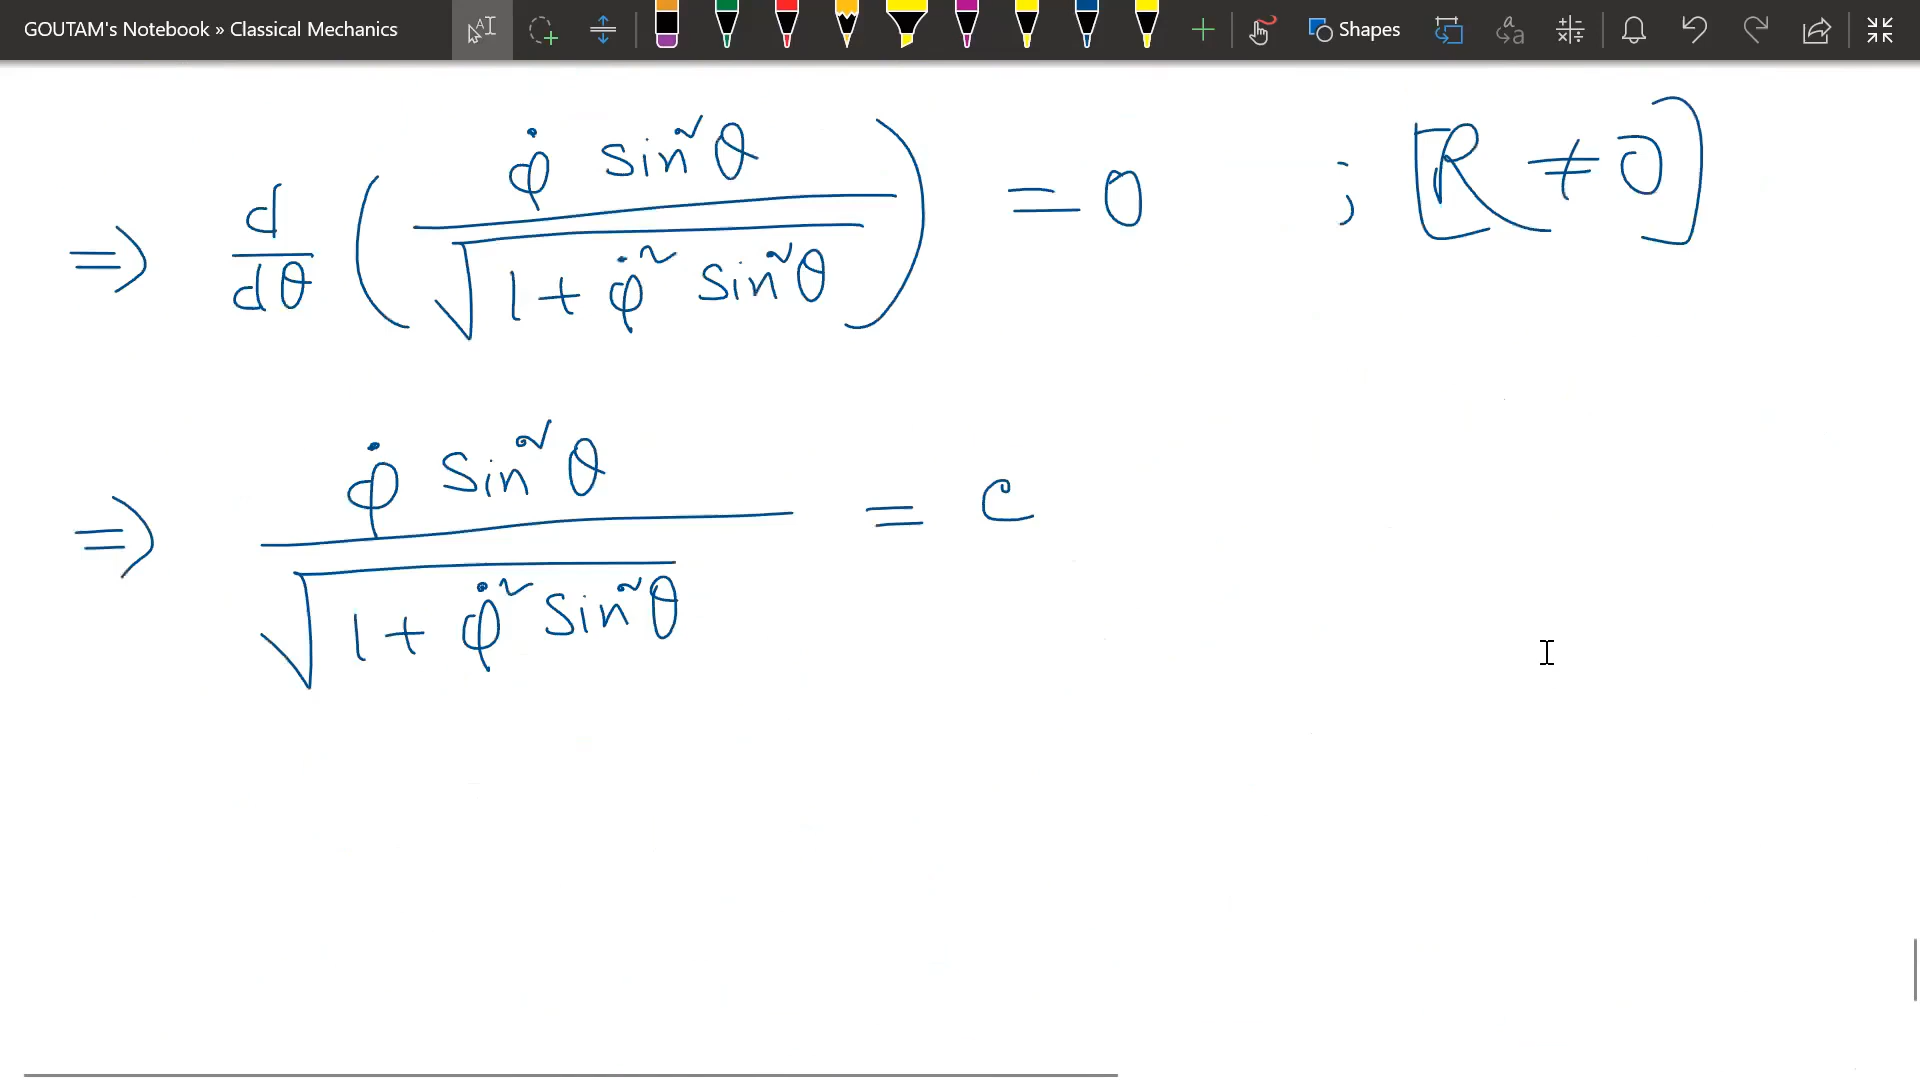 GOUTAM's Notebook » Classical Mechanics Shapes
⇒ d/dθ ( φ̇ sin²θ / √(1 + φ̇² sin²θ) ) = 0 ; [R ≠ 0]
⇒ φ̇ sin²θ / √(1 + φ̇² sin²θ) = c